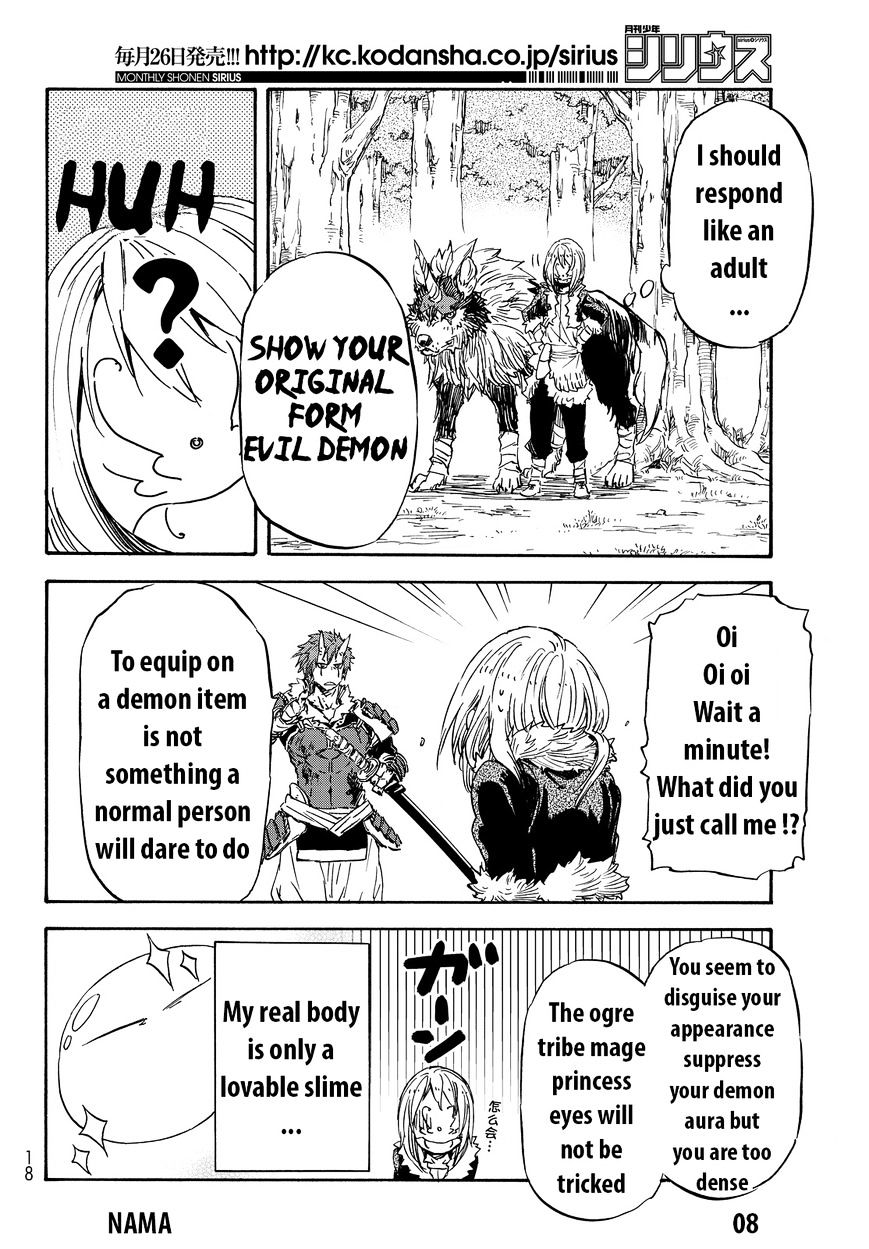 毎月26日発売!!! http://kc.kodansha.co.jp/sirius
MONTHLY SHONEN SIRIUS
月刊少年
シリウス
I should
respond
like an
adult
...
SHOW YOUR
ORIGINAL
FORM
EVIL DEMON
HUH
?
Oi
Oi oi
Wait a
minute!
What did you
just call me !?
To equip on
a demon item
is not
something a
normal person
will dare to do
You seem to
disguise your
appearance
suppress
your demon
aura but
you are too
dense
The ogre
tribe mage
princess
eyes will
not be
tricked
ガーン
怎么会...
My real body
is only a
lovable slime
...
18
NAMA
08